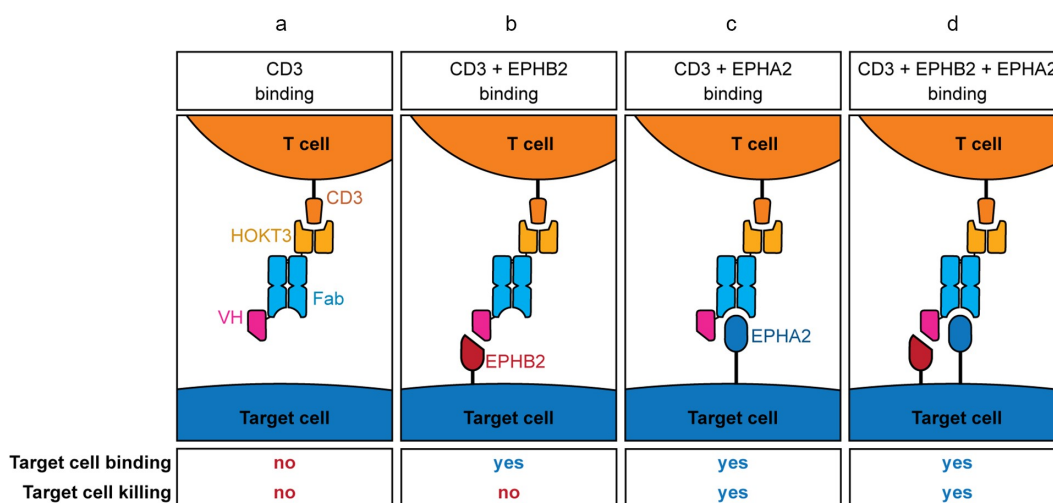 a b c d
CD3 CD3 + EPHB2 CD3 + EPHA2 CD3 + EPHB2 + EPHA2
binding binding binding binding
T cell T cell T cell T cell
CD3
HOKT3
Fab
VH
EPHA2
EPHB2
Target cell Target cell Target cell Target cell
Target cell binding no yes yes yes
Target cell killing no no yes yes